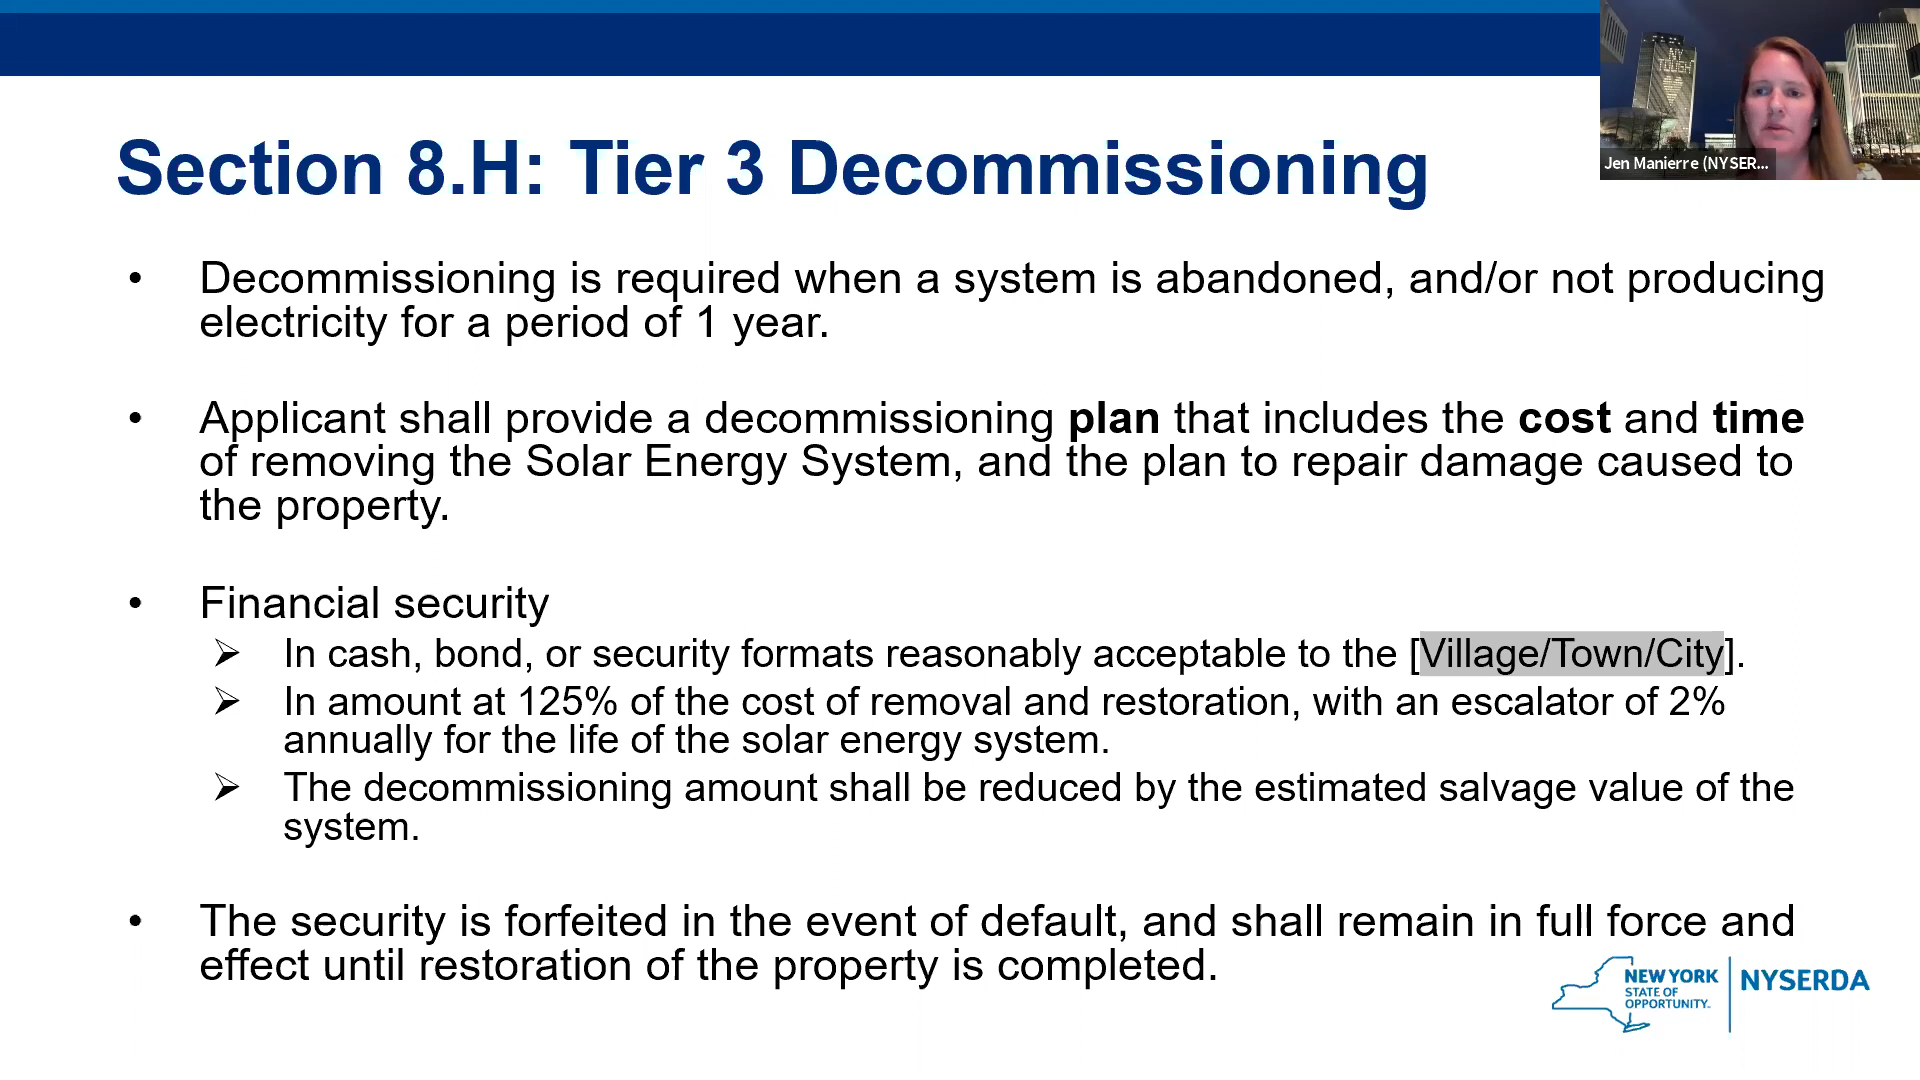 NY
TOUGH
Jen Manierre (NYSER...
Section 8.H: Tier 3 Decommissioning
• Decommissioning is required when a system is abandoned, and/or not producing
electricity for a period of 1 year.
• Applicant shall provide a decommissioning plan that includes the cost and time
of removing the Solar Energy System, and the plan to repair damage caused to
the property.
• Financial security
➢ In cash, bond, or security formats reasonably acceptable to the [Village/Town/City].
➢ In amount at 125% of the cost of removal and restoration, with an escalator of 2%
annually for the life of the solar energy system.
➢ The decommissioning amount shall be reduced by the estimated salvage value of the
system.
• The security is forfeited in the event of default, and shall remain in full force and
effect until restoration of the property is completed.
NEW YORK
STATE OF
OPPORTUNITY.
NYSERDA